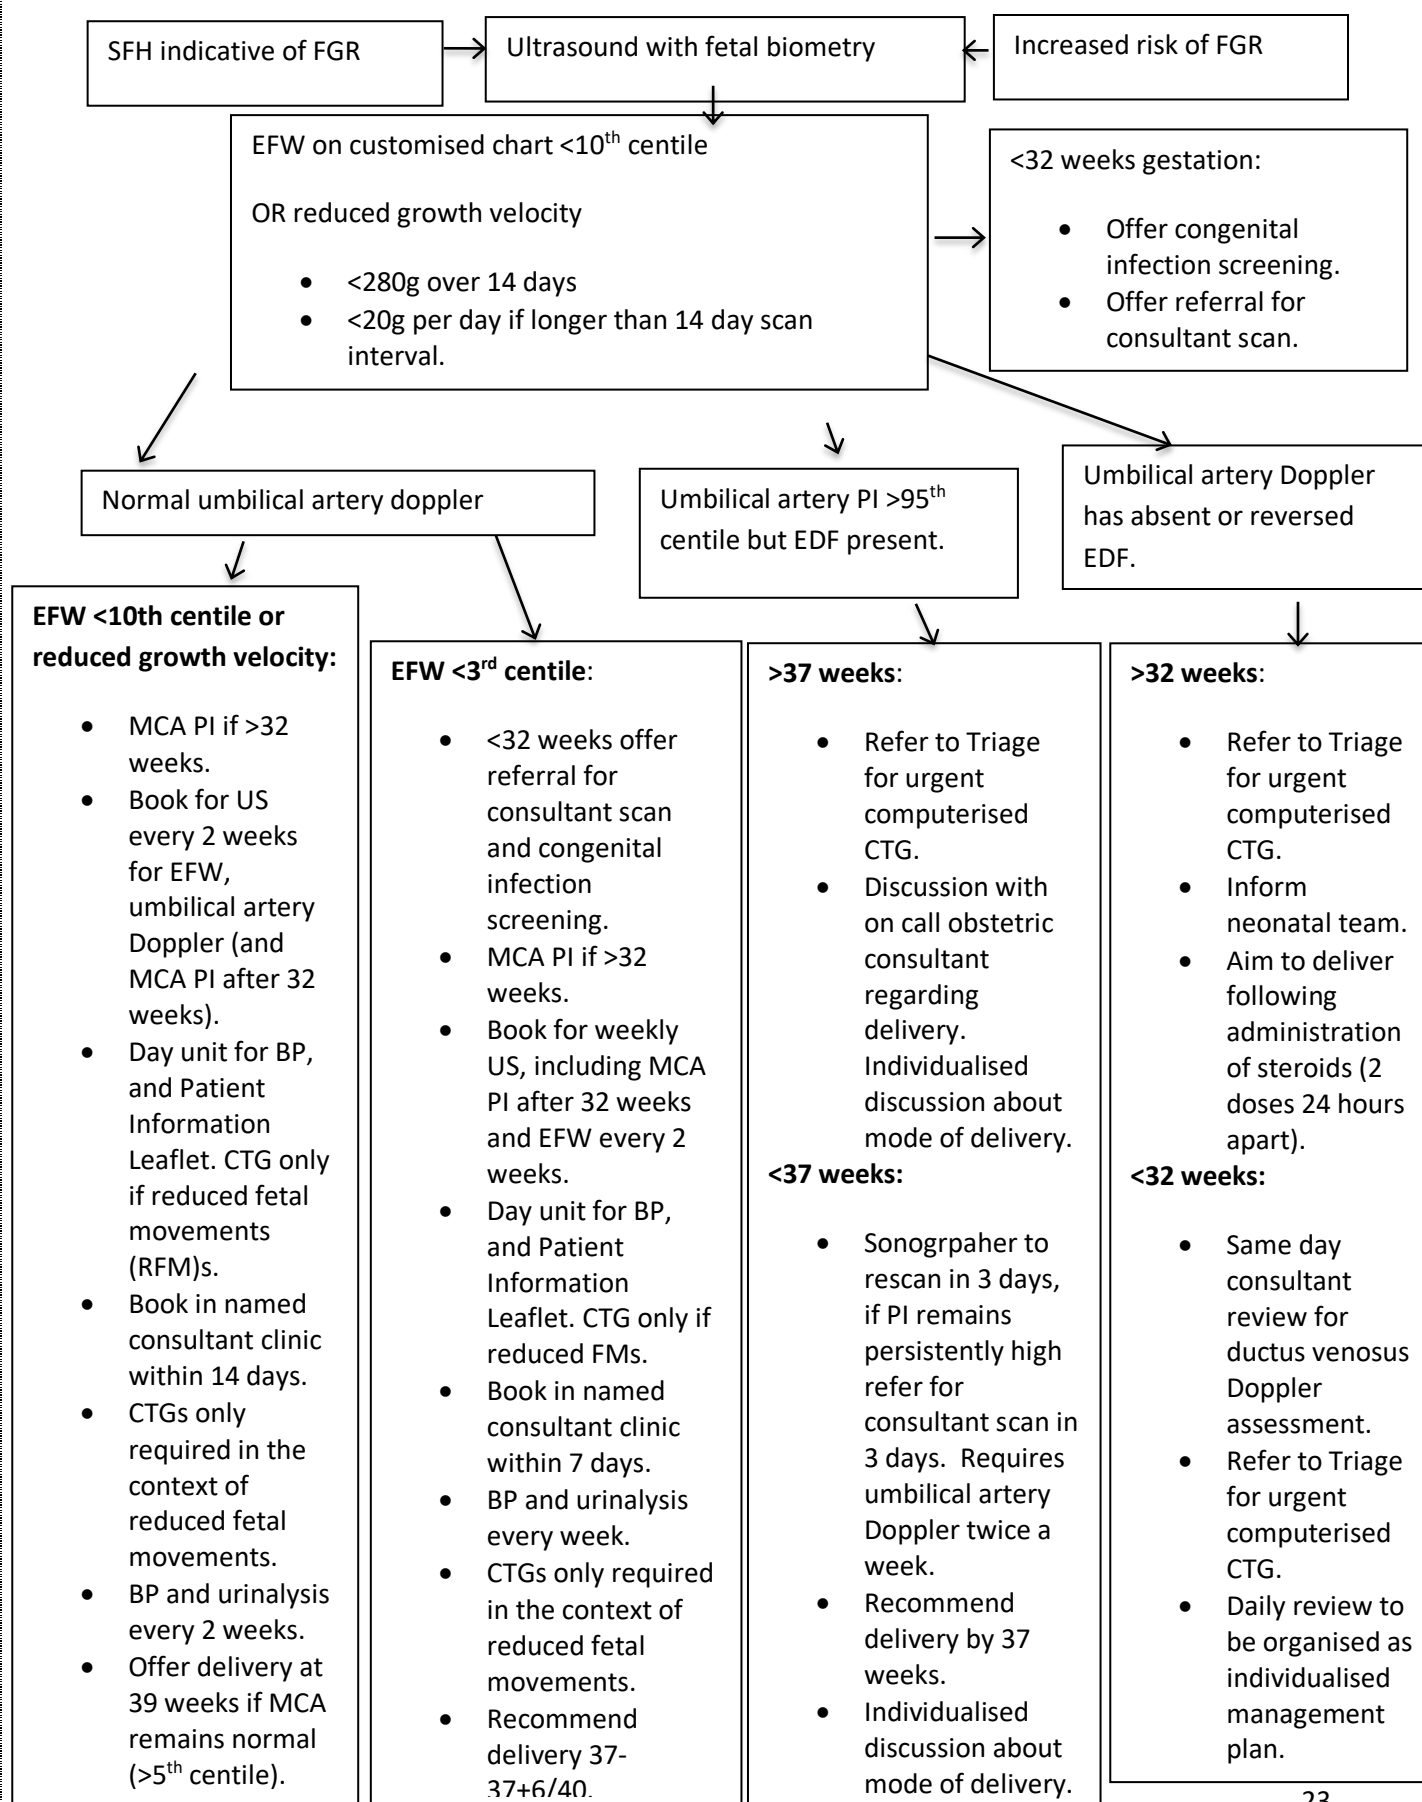 SFH indicative of FGR
Ultrasound with fetal biometry
Increased risk of FGR
EFW on customised chart <10th centile
OR reduced growth velocity
• <280g over 14 days
• <20g per day if longer than 14 day scan
interval.
<32 weeks gestation:
• Offer congenital
infection screening.
• Offer referral for
consultant scan.
Normal umbilical artery doppler
Umbilical artery PI >95th
centile but EDF present.
Umbilical artery Doppler
has absent or reversed
EDF.
EFW <10th centile or
reduced growth velocity:
• MCA PI if >32
weeks.
• Book for US
every 2 weeks
for EFW,
umbilical artery
Doppler (and
MCA PI after 32
weeks).
• Day unit for BP,
and Patient
Information
Leaflet. CTG only
if reduced fetal
movements
(RFM)s.
• Book in named
consultant clinic
within 14 days.
• CTGs only
required in the
context of
reduced fetal
movements.
• BP and urinalysis
every 2 weeks.
• Offer delivery at
39 weeks if MCA
remains normal
(>5th centile).
EFW <3rd centile:
• <32 weeks offer
referral for
consultant scan
and congenital
infection
screening.
• MCA PI if >32
weeks.
• Book for weekly
US, including MCA
PI after 32 weeks
and EFW every 2
weeks.
• Day unit for BP,
and Patient
Information
Leaflet. CTG only if
reduced FMs.
• Book in named
consultant clinic
within 7 days.
• BP and urinalysis
every week.
• CTGs only required
in the context of
reduced fetal
movements.
• Recommend
delivery 37-
37+6/40.
>37 weeks:
• Refer to Triage
for urgent
computerised
CTG.
• Discussion with
on call obstetric
consultant
regarding
delivery.
Individualised
discussion about
mode of delivery.
<37 weeks:
• Sonogrpaher to
rescan in 3 days,
if PI remains
persistently high
refer for
consultant scan in
3 days. Requires
umbilical artery
Doppler twice a
week.
• Recommend
delivery by 37
weeks.
• Individualised
discussion about
mode of delivery.
>32 weeks:
• Refer to Triage
for urgent
computerised
CTG.
• Inform
neonatal team.
• Aim to deliver
following
administration
of steroids (2
doses 24 hours
apart).
<32 weeks:
• Same day
consultant
review for
ductus venosus
Doppler
assessment.
• Refer to Triage
for urgent
computerised
CTG.
• Daily review to
be organised as
individualised
management
plan.
23